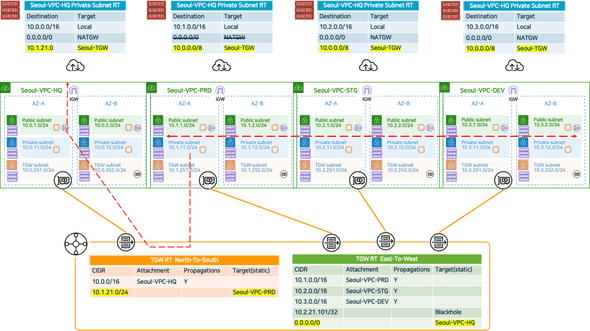 Seoul-VPC-HQ Private Subnet RT
Destination Target
10.0.0.0/16 Local
0.0.0.0/0 NATGW
10.1.21.0 Seoul-TGW
Seoul-VPC-HQ Private Subnet RT
Destination Target
10.1.0.0/16 Local
0.0.0.0/0 NATGW
10.0.0.0/8 Seoul-TGW
Seoul-VPC-HQ Private Subnet RT
Destination Target
10.2.0.0/16 Local
0.0.0.0/0 NATGW
10.0.0.0/8 Seoul-TGW
Seoul-VPC-HQ Private Subnet RT
Destination Target
10.3.0.0/16 Local
0.0.0.0/0 NATGW
10.0.0.0/8 Seoul-TGW
Seoul-VPC-HQ
IGW
AZ-A
AZ-B
Public subnet
10.0.1.0/24
Public subnet
10.0.2.0/24
Private subnet
10.0.11.0/24
Private subnet
10.0.12.0/24
TGW subnet
10.0.251.0/24
TGW subnet
10.0.252.0/24
Seoul-VPC-PRD
IGW
AZ-A
AZ-B
Public subnet
10.1.1.0/24
Public subnet
10.1.2.0/24
Private subnet
10.1.11.0/24
Private subnet
10.1.12.0/24
TGW subnet
10.1.251.0/24
TGW subnet
10.1.252.0/24
Seoul-VPC-STG
IGW
AZ-A
AZ-B
Public subnet
10.2.1.0/24
Public subnet
10.2.2.0/24
Private subnet
10.2.11.0/24
Private subnet
10.2.12.0/24
TGW subnet
10.2.251.0/24
TGW subnet
10.2.252.0/24
Seoul-VPC-DEV
IGW
AZ-A
AZ-B
Public subnet
10.3.1.0/24
Public subnet
10.3.2.0/24
Private subnet
10.3.11.0/24
Private subnet
10.3.12.0/24
TGW subnet
10.3.251.0/24
TGW subnet
10.3.252.0/24
TGW RT North-To-South
CIDR Attachment Propagations Target(static)
10.0.0.0/16 Seoul-VPC-HQ Y
10.1.21.0/24 Seoul-VPC-PRD
TGW RT East-To-West
CIDR Attachment Propagations Target(static)
10.1.0.0/16 Seoul-VPC-PRD Y
10.2.0.0/16 Seoul-VPC-STG Y
10.3.0.0/16 Seoul-VPC-DEV Y
10.2.21.101/32 Blackhole
0.0.0.0/0 Seoul-VPC-HQ